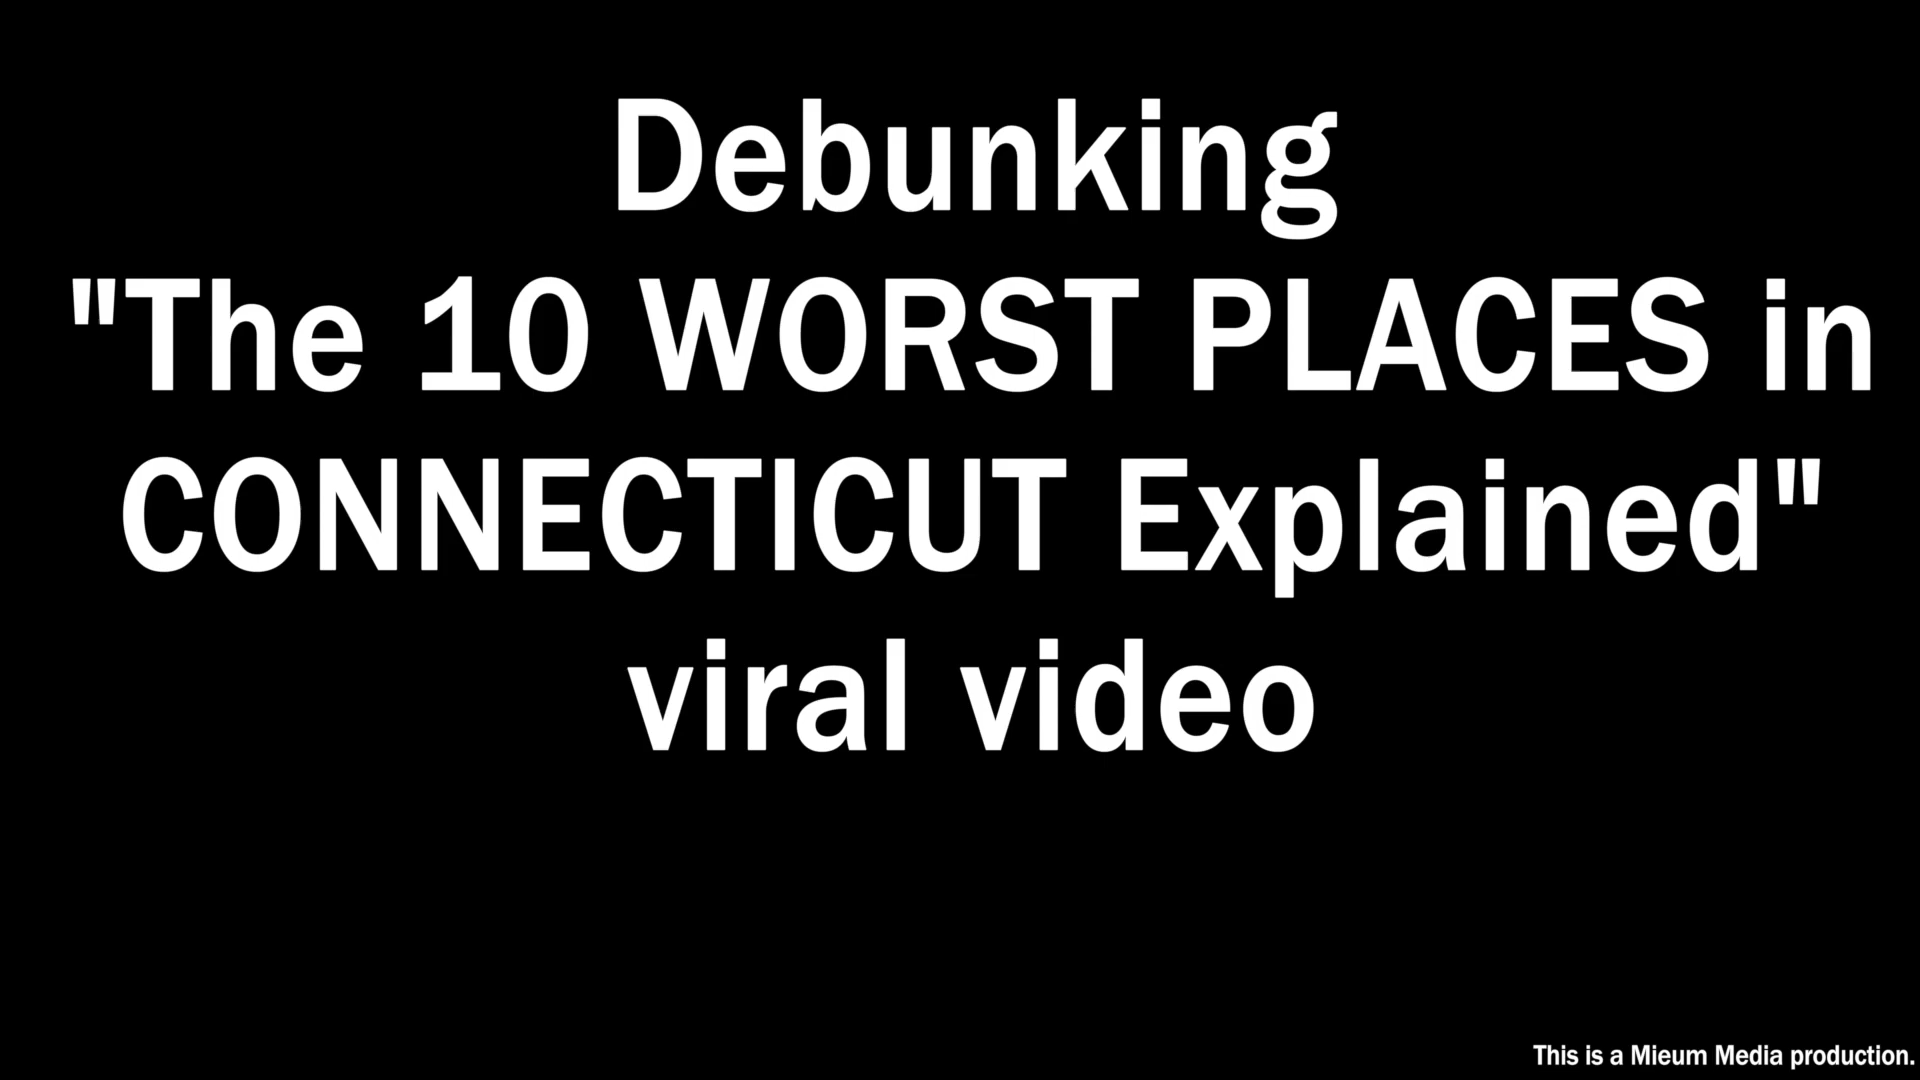 Debunking
"The 10 WORST PLACES in
CONNECTICUT Explained"
viral video
This is a Mieum Media production.